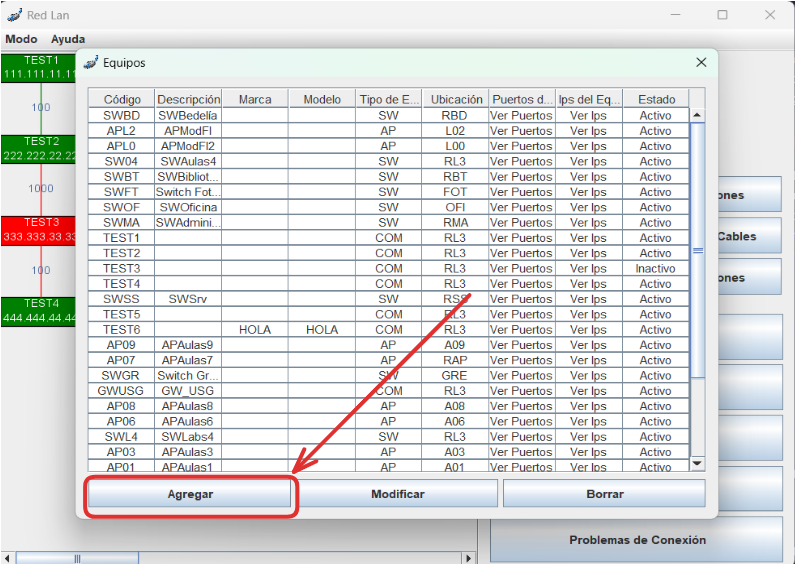 Red Lan
Modo Ayuda
TEST1
111.111.11.11
100
TEST2
222.222.22.22
1000
TEST3
333.333.33.33
100
TEST4
444.444.44.44
Equipos
Código Descripción Marca Modelo Tipo de E... Ubicación Puertos d... Ips del Eq... Estado
SWBD SWBedelía SW RBD Ver Puertos Ver Ips Activo
APL2 APModFI AP L02 Ver Puertos Ver Ips Activo
APL0 APModFI2 AP L00 Ver Puertos Ver Ips Activo
SW04 SWAulas4 SW RL3 Ver Puertos Ver Ips Activo
SWBT SWBibliot... SW RBT Ver Puertos Ver Ips Activo
SWFT Switch Fot... SW FOT Ver Puertos Ver Ips Activo
SWOF SWOficina SW OFI Ver Puertos Ver Ips Activo
SWMA SWAdmini... SW RMA Ver Puertos Ver Ips Activo
TEST1 COM RL3 Ver Puertos Ver Ips Activo
TEST2 COM RL3 Ver Puertos Ver Ips Activo
TEST3 COM RL3 Ver Puertos Ver Ips Inactivo
TEST4 COM RL3 Ver Puertos Ver Ips Activo
SWSS SWSrv SW RSS Ver Puertos Ver Ips Activo
TEST5 COM RL3 Ver Puertos Ver Ips Activo
TEST6 HOLA HOLA COM RL3 Ver Puertos Ver Ips Activo
AP09 APAulas9 AP A09 Ver Puertos Ver Ips Activo
AP07 APAulas7 AP RAP Ver Puertos Ver Ips Activo
SWGR Switch Gr... SW GRE Ver Puertos Ver Ips Activo
GWUSG GW_USG COM RL3 Ver Puertos Ver Ips Activo
AP08 APAulas8 AP A08 Ver Puertos Ver Ips Activo
AP06 APAulas6 AP A06 Ver Puertos Ver Ips Activo
SWL4 SWLabs4 SW RL3 Ver Puertos Ver Ips Activo
AP03 APAulas3 AP A03 Ver Puertos Ver Ips Activo
AP01 APAulas1 AP A01 Ver Puertos Ver Ips Activo
Agregar Modificar Borrar
ones
Cables
ones
Problemas de Conexión